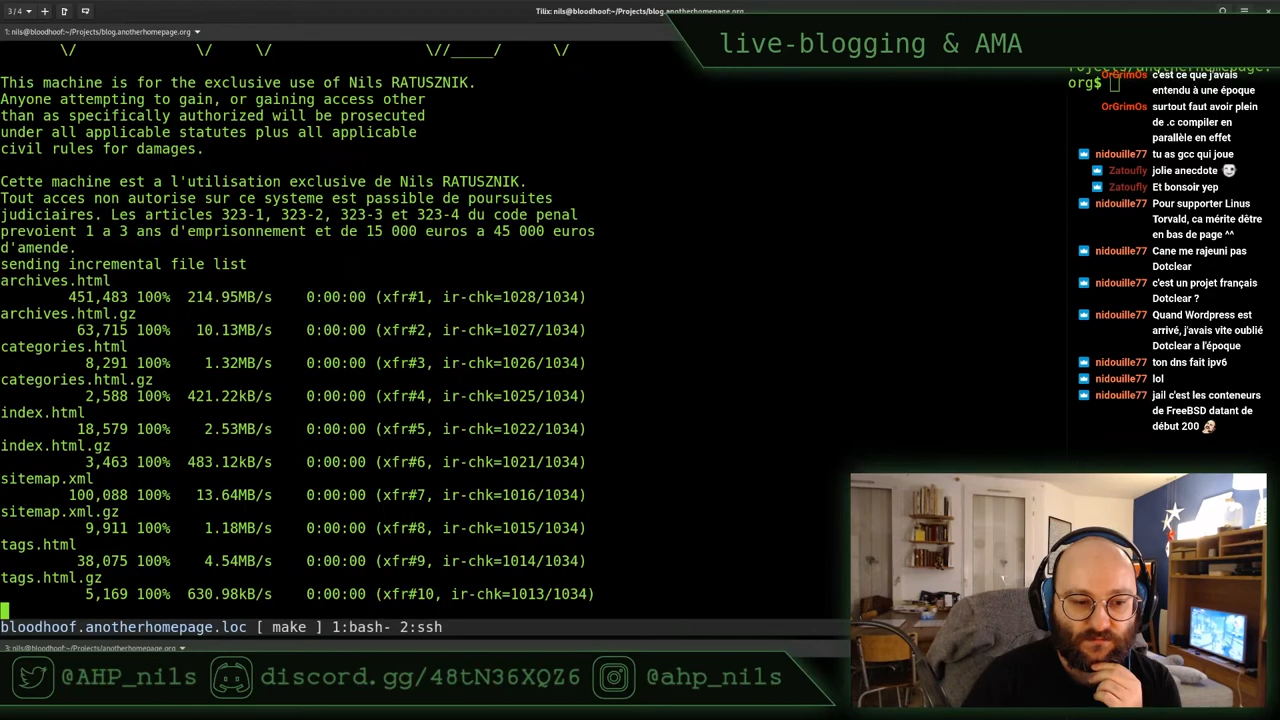 3 / 4
Tilix: nils@bloodhoof:~/Projects/blog.anotherhomepage.org
1: nils@bloodhoof:~/Projects/blog.anotherhomepage.org
live-blogging & AMA
\/ \/ \/ \//_____/ \/
This machine is for the exclusive use of Nils RATUSZNIK.
Anyone attempting to gain, or gaining access other
than as specifically authorized will be prosecuted
under all applicable statutes plus all applicable
civil rules for damages.
Cette machine est a l'utilisation exclusive de Nils RATUSZNIK.
Tout acces non autorise sur ce systeme est passible de poursuites
judiciaires. Les articles 323-1, 323-2, 323-3 et 323-4 du code penal
prevoient 1 a 3 ans d'emprisonnement et de 15 000 euros a 45 000 euros
d'amende.
sending incremental file list
archives.html
451,483 100% 214.95MB/s 0:00:00 (xfr#1, ir-chk=1028/1034)
archives.html.gz
63,715 100% 10.13MB/s 0:00:00 (xfr#2, ir-chk=1027/1034)
categories.html
8,291 100% 1.32MB/s 0:00:00 (xfr#3, ir-chk=1026/1034)
categories.html.gz
2,588 100% 421.22kB/s 0:00:00 (xfr#4, ir-chk=1025/1034)
index.html
18,579 100% 2.53MB/s 0:00:00 (xfr#5, ir-chk=1022/1034)
index.html.gz
3,463 100% 483.12kB/s 0:00:00 (xfr#6, ir-chk=1021/1034)
sitemap.xml
100,088 100% 13.64MB/s 0:00:00 (xfr#7, ir-chk=1016/1034)
sitemap.xml.gz
9,911 100% 1.18MB/s 0:00:00 (xfr#8, ir-chk=1015/1034)
tags.html
38,075 100% 4.54MB/s 0:00:00 (xfr#9, ir-chk=1014/1034)
tags.html.gz
5,169 100% 630.98kB/s 0:00:00 (xfr#10, ir-chk=1013/1034)
bloodhoof.anotherhomepage.loc [ make ] 1:bash- 2:ssh
3: nils@bloodhoof:~/Projects/anotherhomepage.org
org$
OrGrimOs c'est ce que j'avais
entendu à une époque
OrGrimOs surtout faut avoir plein
de .c compiler en
parallèle en effet
nidouille77 tu as gcc qui joue
Zatoufly jolie anecdote
Zatoufly Et bonsoir yep
nidouille77 Pour supporter Linus
Torvald, ca mérite dêtre
en bas de page ^^
nidouille77 Cane me rajeuni pas
Dotclear
nidouille77 c'est un projet français
Dotclear ?
nidouille77 Quand Wordpress est
arrivé, j'avais vite oublié
Dotclear a l'époque
nidouille77 ton dns fait ipv6
nidouille77 lol
nidouille77 jail c'est les conteneurs
de FreeBSD datant de
début 200
@AHP_nils
discord.gg/48tN36XQZ6
@ahp_nils